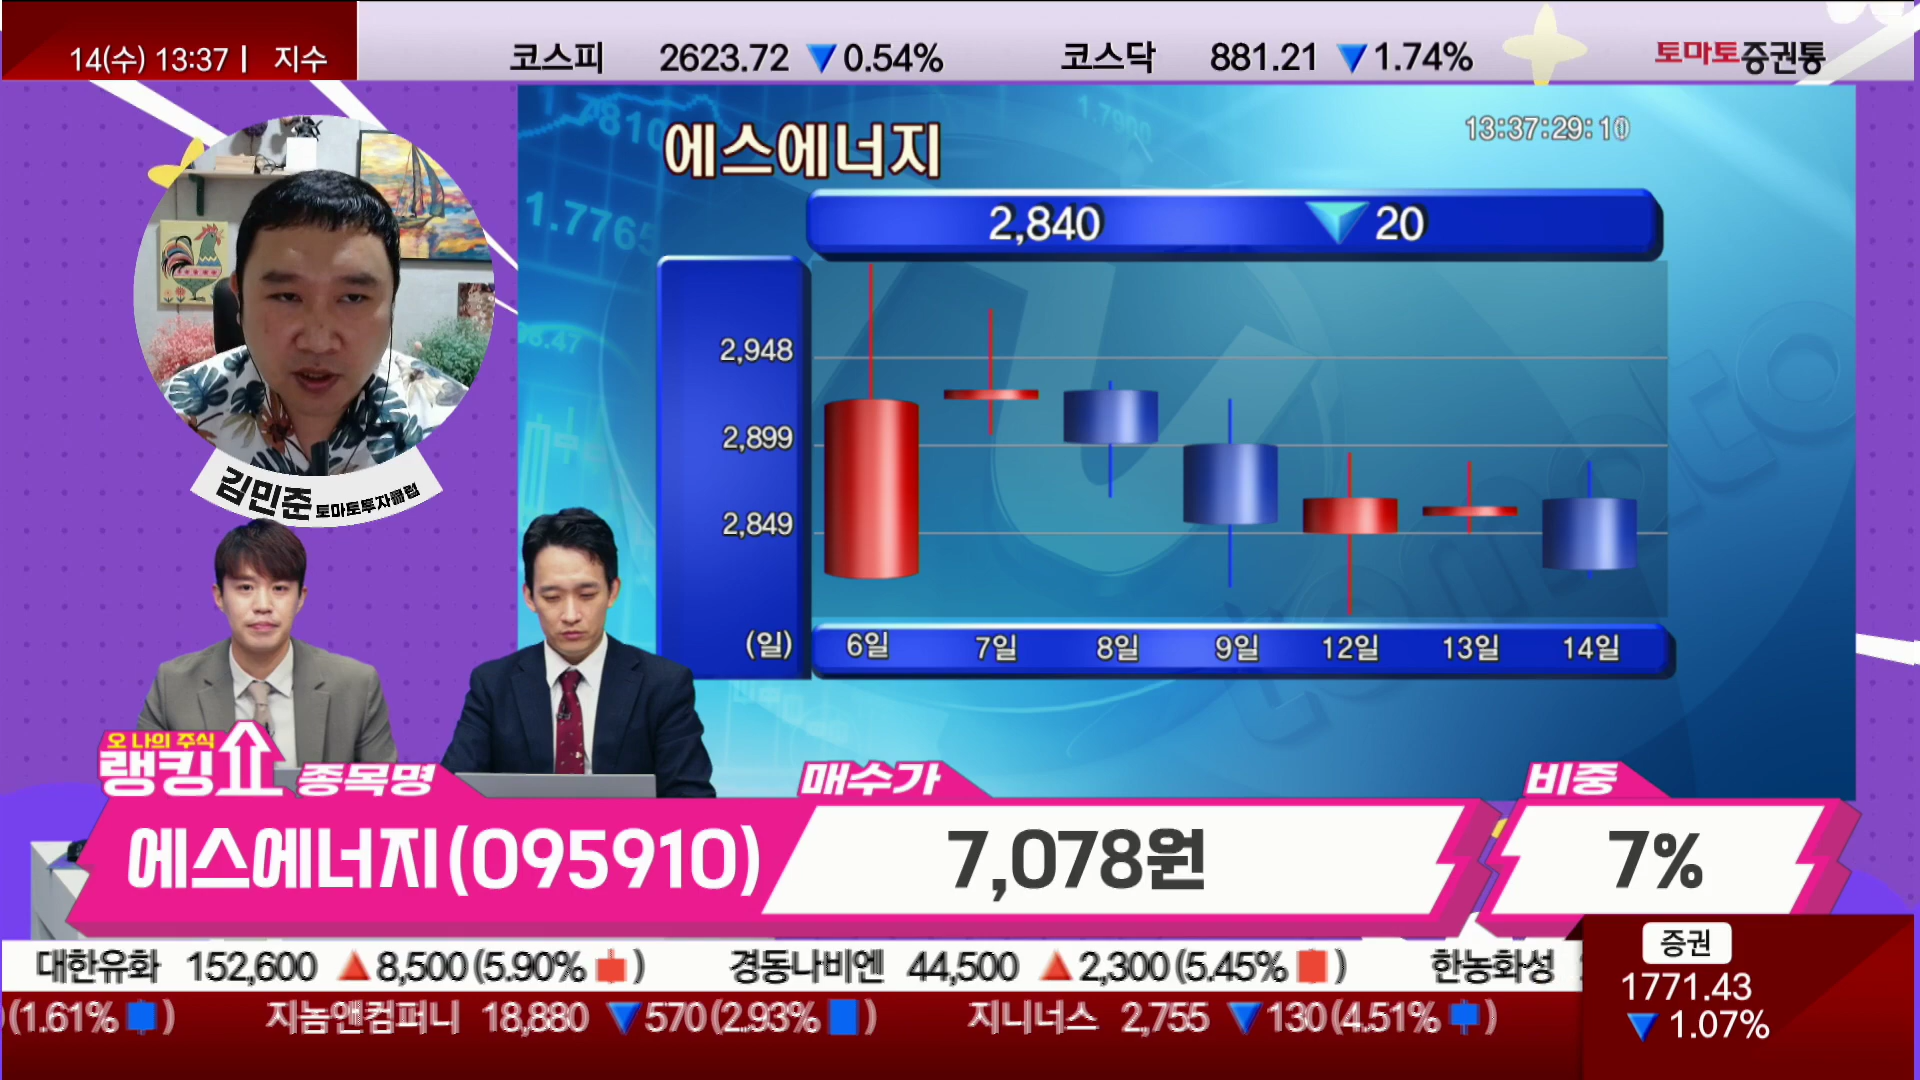 14(수) 13:37 | 지수 코스피 2623.72 ▼0.54% 코스닥 881.21 ▼1.74% 토마토증권통
에스에너지
13:37:29:10
2,840 ▼20
2,948
2,899
2,849
(일) 6일 7일 8일 9일 12일 13일 14일
김민준 토마토투자클럽
오 나의 주식
랭킹쇼
종목명 매수가 비중
에스에너지(095910) 7,078원 7%
대한유화 152,600 ▲8,500(5.90% ) 경동나비엔 44,500 ▲2,300(5.45% ) 한농화성
(1.61% ) 지놈앤컴퍼니 18,880 ▼570(2.93% ) 지니너스 2,755 ▼130(4.51% )
증권
1771.43
▼1.07%